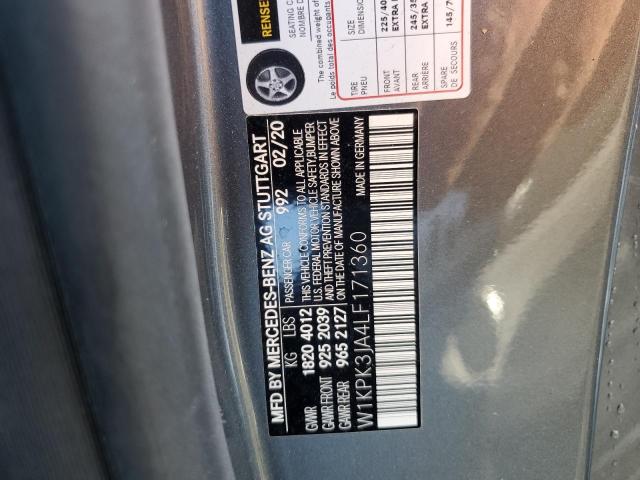 RENSE
SEATING CA
NOMBRE D
The combined weight of
Le poids total des occupants
TIRE
PNEU
SIZE
DIMENSION
FRONT
AVANT
225/40
EXTRA
REAR
ARRIÈRE
245/35
EXTRA
SPARE
DE SECOURS
145/7
MFD BY MERCEDES-BENZ AG STUTTGART
KG LBS PASSENGER CAR 992 02/20
GVWR 1820 4012 THIS VEHICLE CONFORMS TO ALL APPLICABLE
U.S. FEDERAL MOTOR VEHICLE SAFETY, BUMPER
GAWR FRONT 925 2039 AND THEFT PREVENTION STANDARDS IN EFFECT
GAWR REAR 965 2127 ON THE DATE OF MANUFACTURE SHOWN ABOVE
W1KPK3JA4LF171360 MADE IN GERMANY